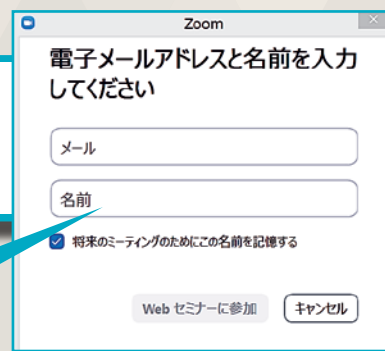 Zoom
電子メールアドレスと名前を入力
してください
メール
名前
将来のミーティングのためにこの名前を記憶する
Web セミナーに参加
キャンセル